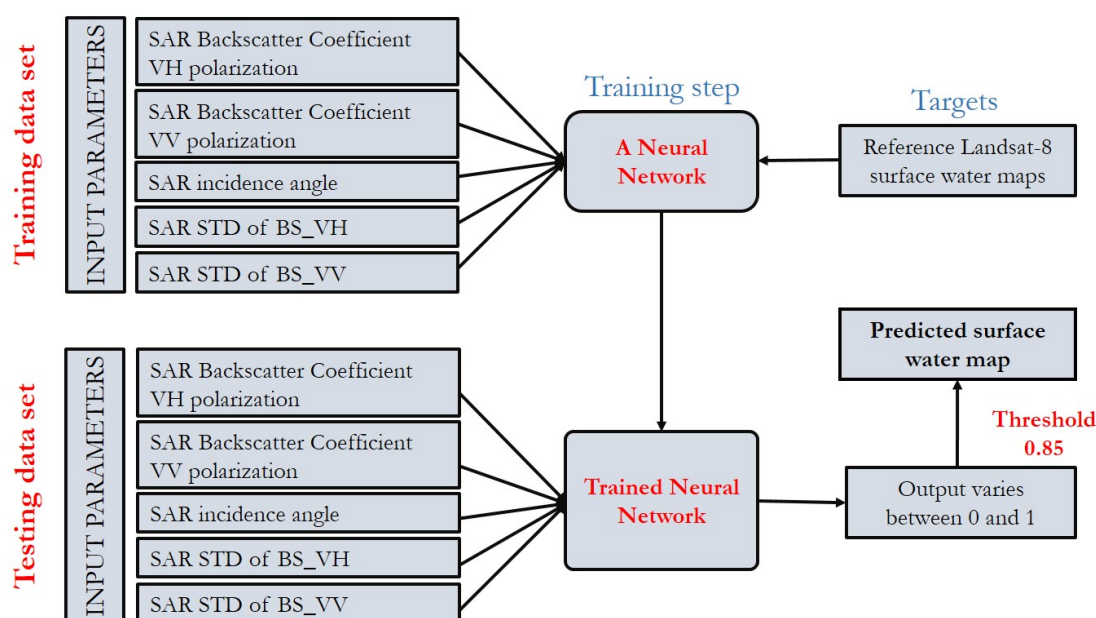 Training data set
INPUT PARAMETERS
SAR Backscatter Coefficient
VH polarization
SAR Backscatter Coefficient
VV polarization
SAR incidence angle
SAR STD of BS_VH
SAR STD of BS_VV
Training step
A Neural
Network
Targets
Reference Landsat-8
surface water maps
Testing data set
INPUT PARAMETERS
SAR Backscatter Coefficient
VH polarization
SAR Backscatter Coefficient
VV polarization
SAR incidence angle
SAR STD of BS_VH
SAR STD of BS_VV
Trained Neural
Network
Predicted surface
water map
Threshold
0.85
Output varies
between 0 and 1